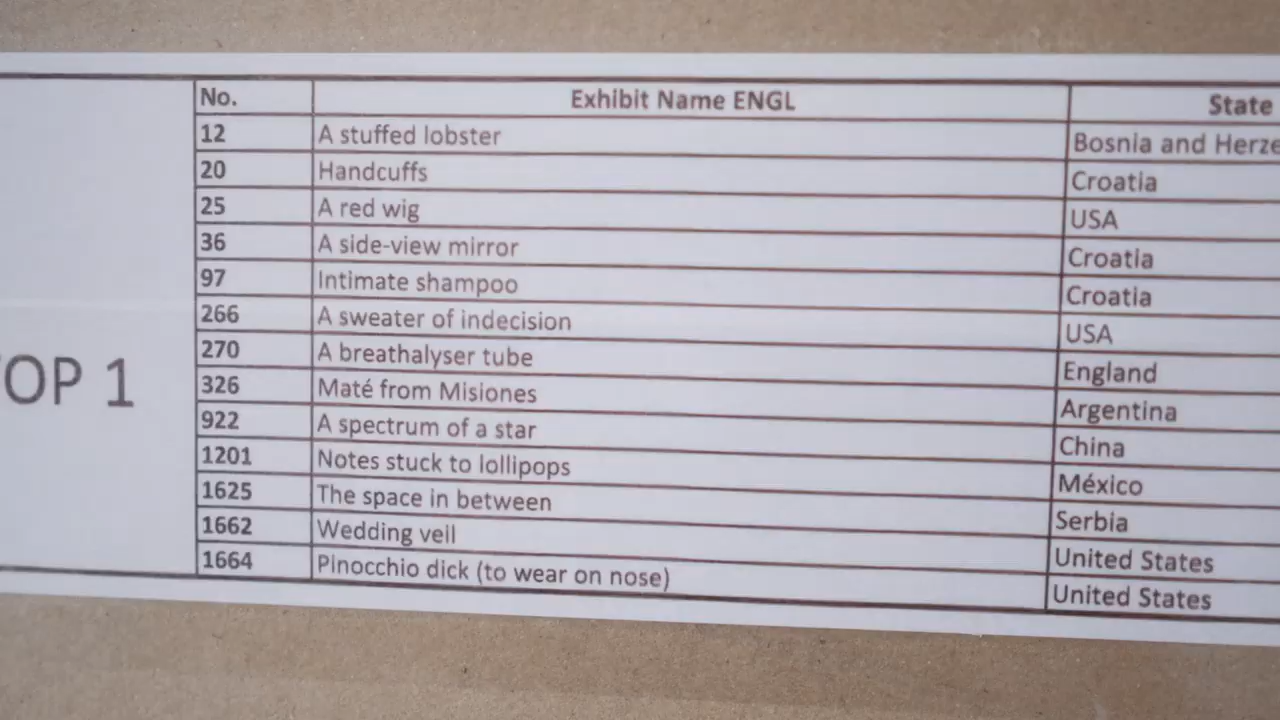 No. Exhibit Name ENGL State
12 A stuffed lobster Bosnia and Herze
20 Handcuffs Croatia
25 A red wig USA
36 A side-view mirror Croatia
97 Intimate shampoo Croatia
266 A sweater of indecision USA
270 A breathalyser tube England
326 Maté from Misiones Argentina
922 A spectrum of a star China
1201 Notes stuck to lollipops México
1625 The space in between Serbia
1662 Wedding veil United States
1664 Pinocchio dick (to wear on nose) United States
OP 1